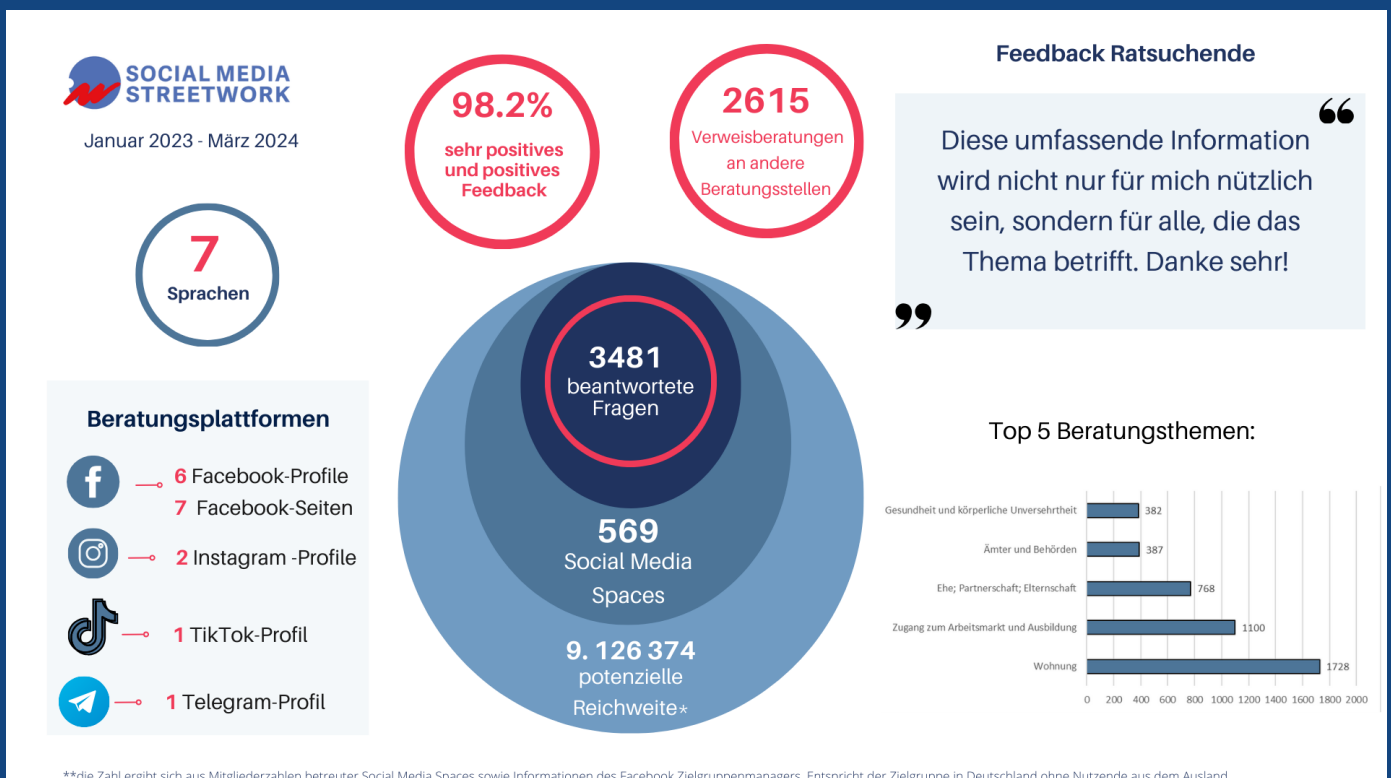 SOCIAL MEDIA
STREETWORK
Januar 2023 - März 2024
7
Sprachen
Beratungsplattformen
6 Facebook-Profile
7 Facebook-Seiten
2 Instagram -Profile
1 TikTok-Profil
1 Telegram-Profil
98.2%
sehr positives
und positives
Feedback
2615
Verweisberatungen
an andere
Beratungsstellen
3481
beantwortete
Fragen
569
Social Media
Spaces
9. 126 374
potenzielle
Reichweite*
Feedback Ratsuchende
❝
Diese umfassende Information
wird nicht nur für mich nützlich
sein, sondern für alle, die das
Thema betrifft. Danke sehr!
❞
Top 5 Beratungsthemen:
Gesundheit und körperliche Unversehrtheit 382
Ämter und Behörden 387
Ehe; Partnerschaft; Elternschaft 768
Zugang zum Arbeitsmarkt und Ausbildung 1100
Wohnung 1728
0 200 400 600 800 1000 1200 1400 1600 1800 2000
**die Zahl ergibt sich aus Mitgliederzahlen betreuter Social Media Spaces sowie Informationen des Facebook Zielgruppenmanagers. Entspricht der Zielgruppe in Deutschland ohne Nutzende aus dem Ausland